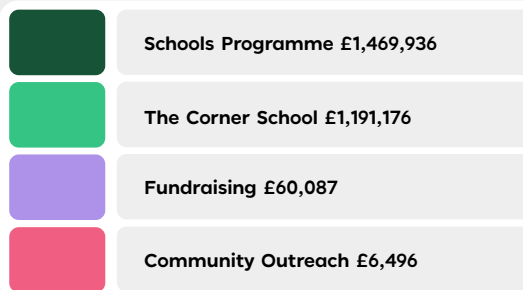 Schools Programme £1,469,936
The Corner School £1,191,176
Fundraising £60,087
Community Outreach £6,496